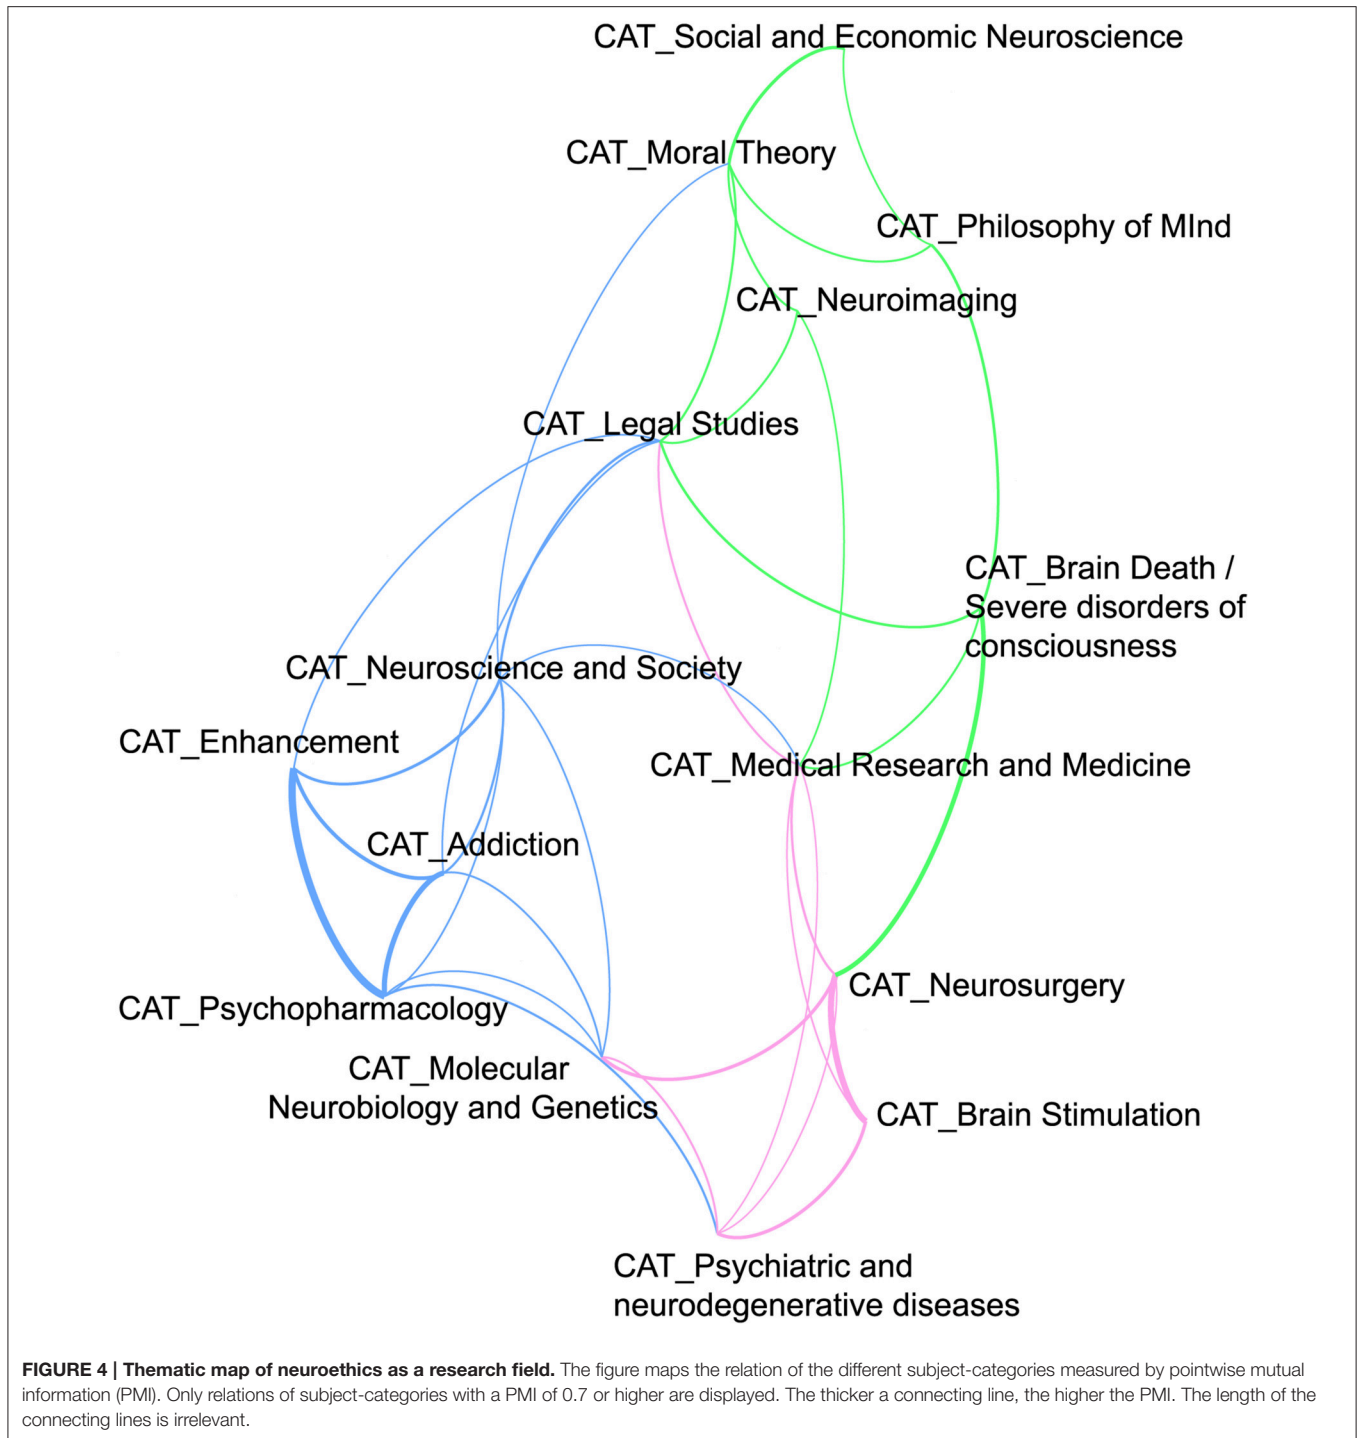 CAT_Social and Economic Neuroscience
CAT_Moral Theory
CAT_Philosophy of MInd
CAT_Neuroimaging
CAT_Legal Studies
CAT_Brain Death /
Severe disorders of
consciousness
CAT_Neuroscience and Society
CAT_Enhancement
CAT_Medical Research and Medicine
CAT_Addiction
CAT_Neurosurgery
CAT_Psychopharmacology
CAT_Molecular
Neurobiology and Genetics
CAT_Brain Stimulation
CAT_Psychiatric and
neurodegenerative diseases
FIGURE 4 | Thematic map of neuroethics as a research field. The figure maps the relation of the different subject-categories measured by pointwise mutual
information (PMI). Only relations of subject-categories with a PMI of 0.7 or higher are displayed. The thicker a connecting line, the higher the PMI. The length of the
connecting lines is irrelevant.